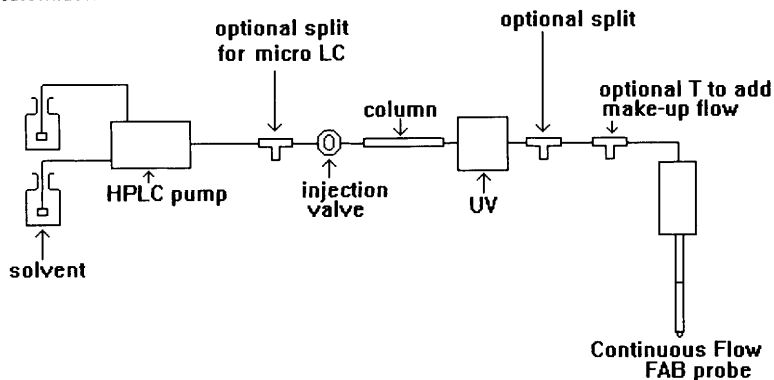 optional split
for micro LC
optional split
optional T to add
make-up flow
column
HPLC pump
injection
valve
UV
solvent
Continuous Flow
FAB probe